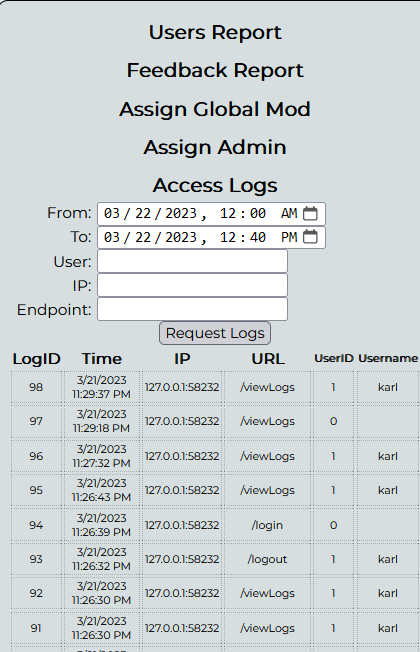 Users Report
Feedback Report
Assign Global Mod
Assign Admin
Access Logs
From: 03/22/2023, 12:00 AM
To: 03/22/2023, 12:40 PM
User:
IP:
Endpoint:
Request Logs
LogID Time IP URL UserID Username
98 3/21/2023 11:29:37 PM 127.0.0.1:58232 /viewLogs 1 karl
97 3/21/2023 11:29:18 PM 127.0.0.1:58232 /viewLogs 0
96 3/21/2023 11:27:32 PM 127.0.0.1:58232 /viewLogs 1 karl
95 3/21/2023 11:26:43 PM 127.0.0.1:58232 /viewLogs 1 karl
94 3/21/2023 11:26:39 PM 127.0.0.1:58232 /login 0
93 3/21/2023 11:26:32 PM 127.0.0.1:58232 /logout 1 karl
92 3/21/2023 11:26:30 PM 127.0.0.1:58232 /viewLogs 1 karl
91 3/21/2023 11:26:30 PM 127.0.0.1:58232 /viewLogs 1 karl